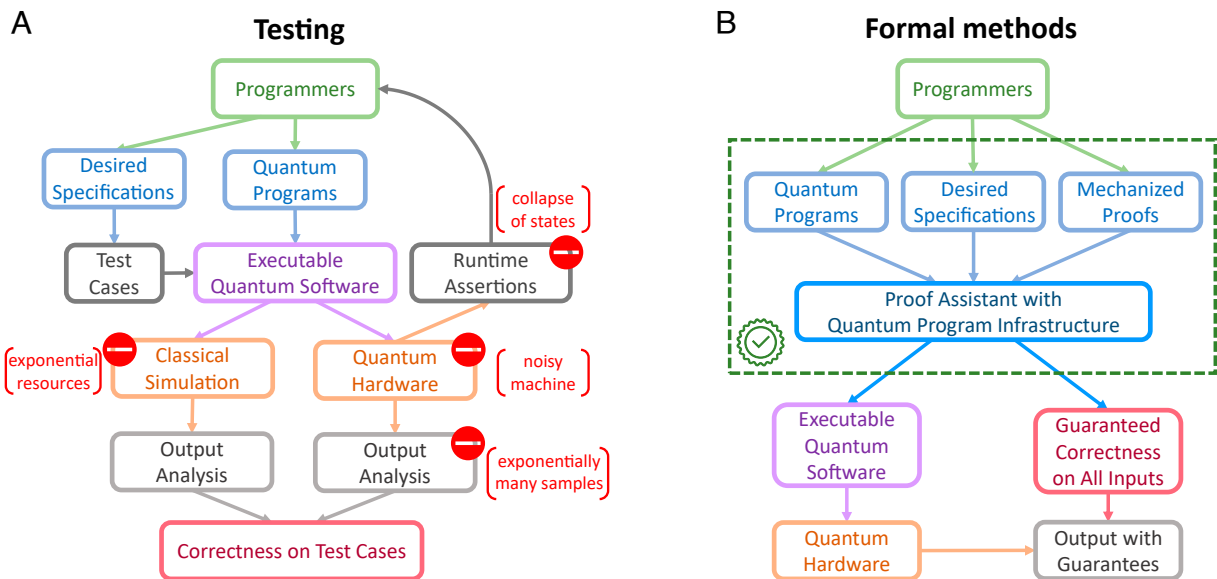 A
Testing
Programmers
Desired
Specifications
Quantum
Programs
collapse
of states
Test
Cases
Executable
Quantum Software
Runtime
Assertions
exponential
resources
Classical
Simulation
Quantum
Hardware
noisy
machine
Output
Analysis
Output
Analysis
exponentially
many samples
Correctness on Test Cases
B
Formal methods
Programmers
Quantum
Programs
Desired
Specifications
Mechanized
Proofs
Proof Assistant with
Quantum Program Infrastructure
Executable
Quantum
Software
Guaranteed
Correctness
on All Inputs
Quantum
Hardware
Output with
Guarantees